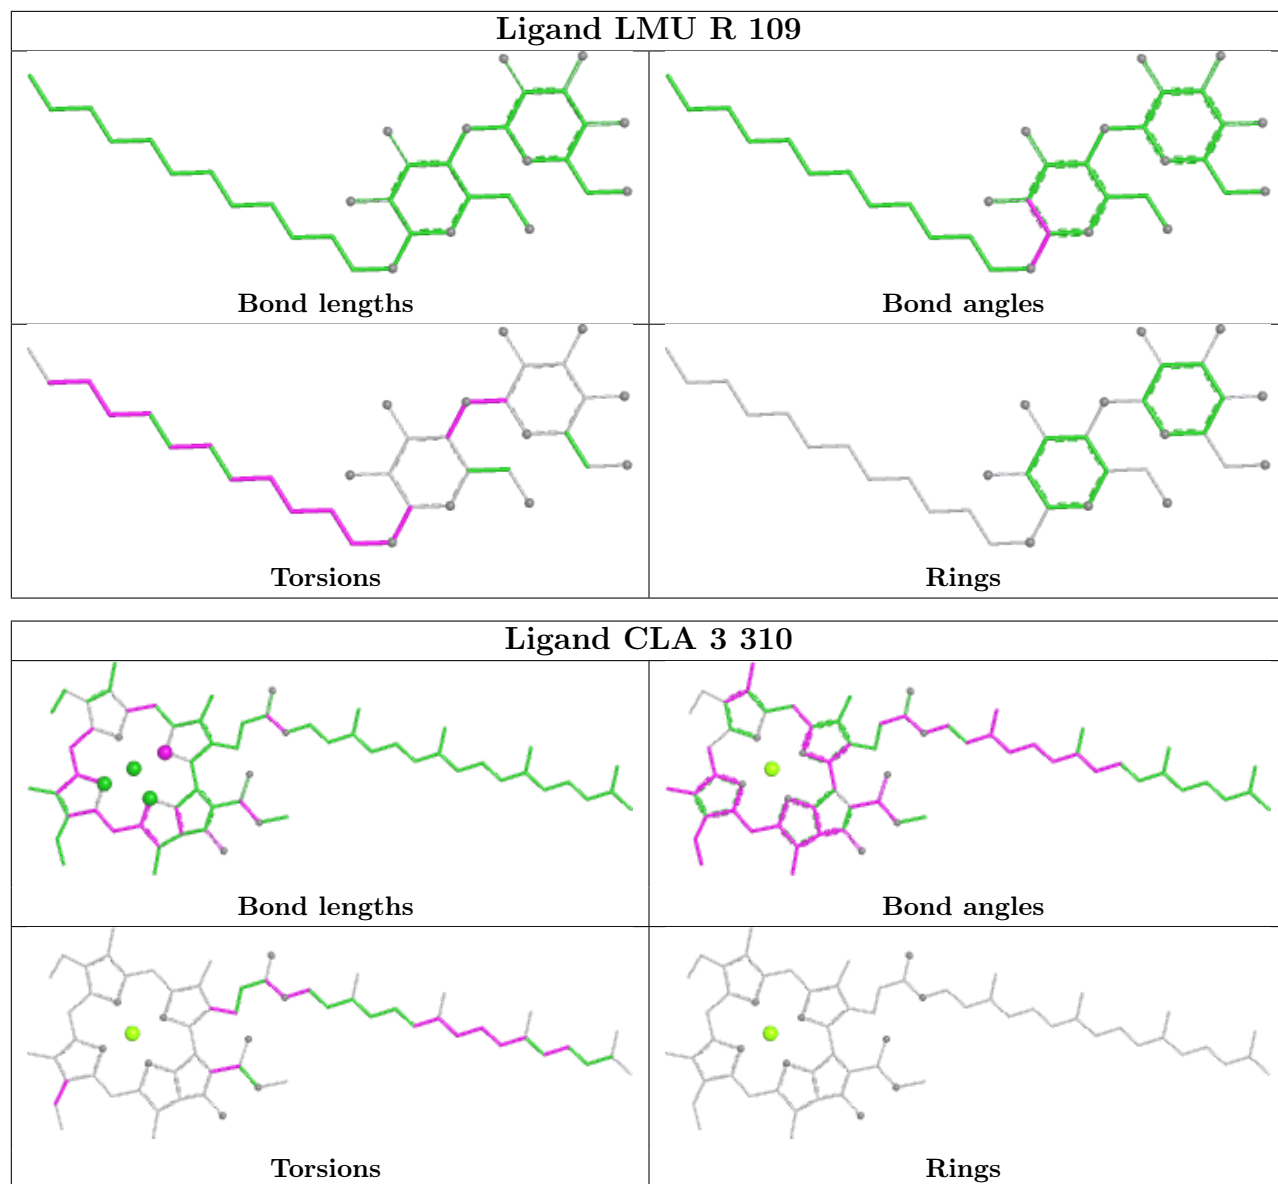 Ligand LMU R 109
Bond lengths
Bond angles
Torsions
Rings
Ligand CLA 3 310
Bond lengths
Bond angles
Torsions
Rings